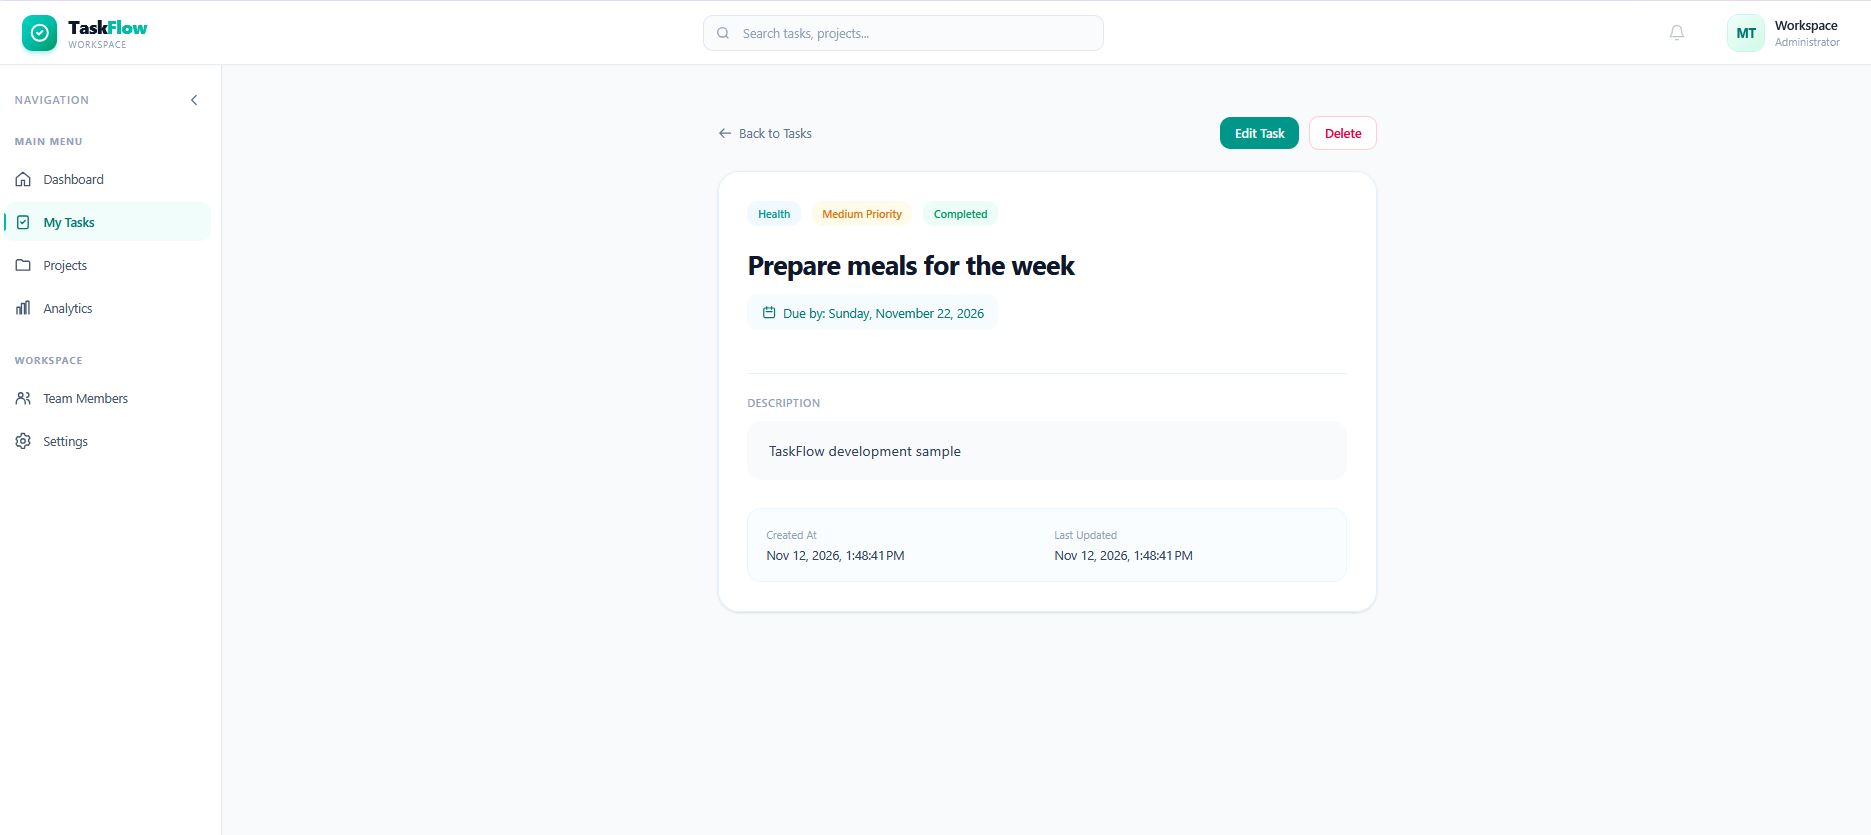 TaskFlow
WORKSPACE
Search tasks, projects...
MT
Workspace
Administrator
NAVIGATION
MAIN MENU
Dashboard
My Tasks
Projects
Analytics
WORKSPACE
Team Members
Settings
Back to Tasks
Edit Task
Delete
Health
Medium Priority
Completed
Prepare meals for the week
Due by: Sunday, November 22, 2026
DESCRIPTION
TaskFlow development sample
Created At
Nov 12, 2026, 1:48:41 PM
Last Updated
Nov 12, 2026, 1:48:41 PM